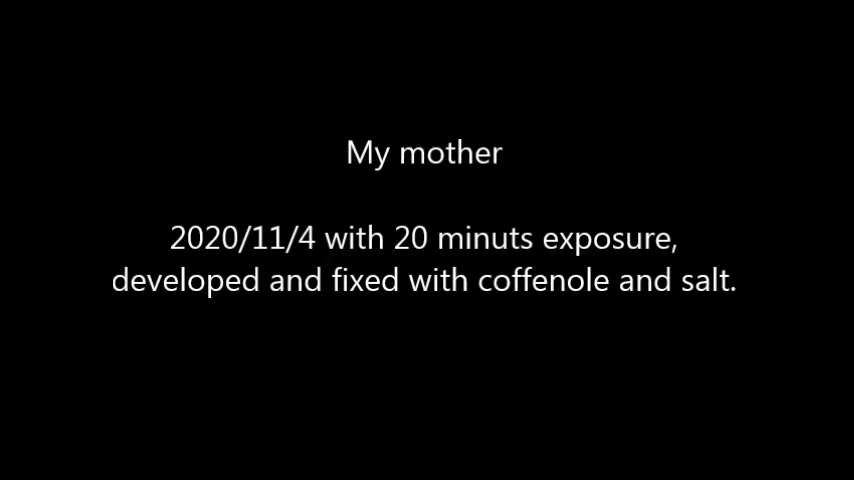 My mother
2020/11/4 with 20 minuts exposure,
developed and fixed with coffenole and salt.